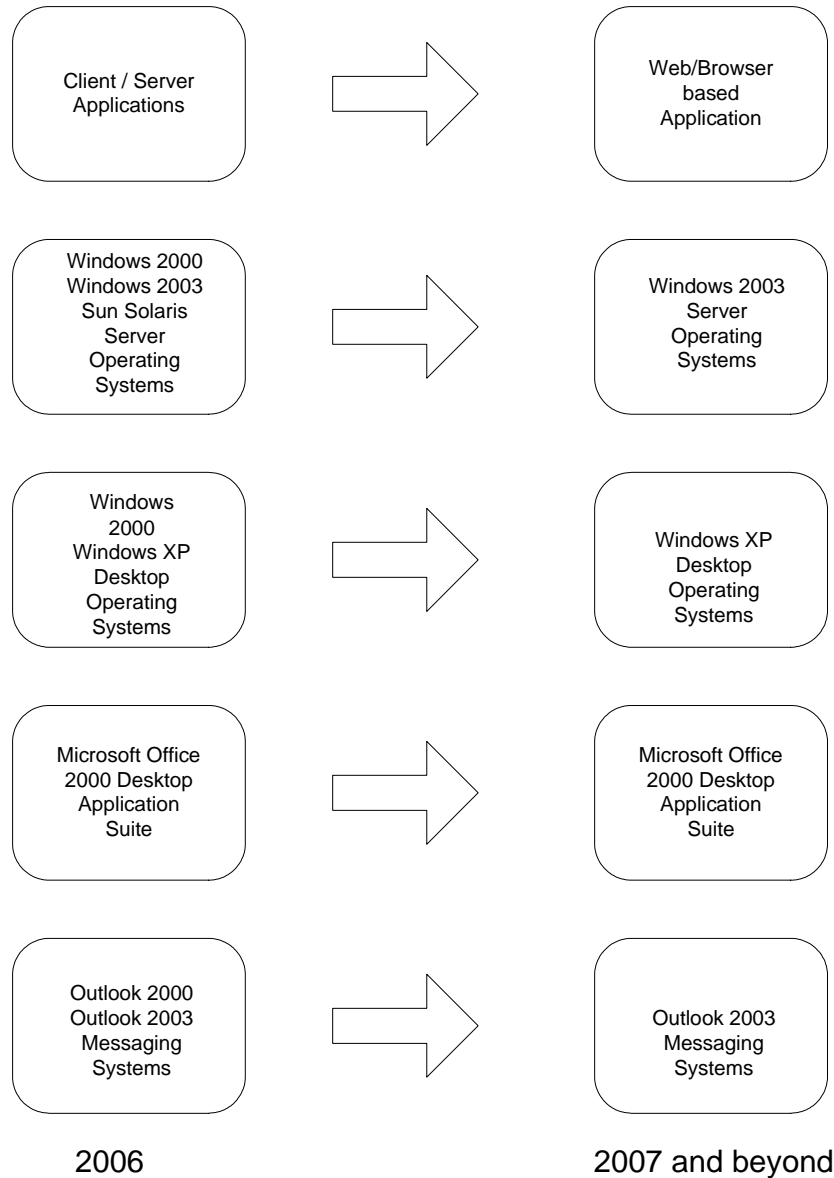 Client / Server
Applications
Web/Browser
based
Application
Windows 2000
Windows 2003
Sun Solaris
Server
Operating
Systems
Windows 2003
Server
Operating
Systems
Windows
2000
Windows XP
Desktop
Operating
Systems
Windows XP
Desktop
Operating
Systems
Microsoft Office
2000 Desktop
Application
Suite
Microsoft Office
2000 Desktop
Application
Suite
Outlook 2000
Outlook 2003
Messaging
Systems
Outlook 2003
Messaging
Systems
2006
2007 and beyond